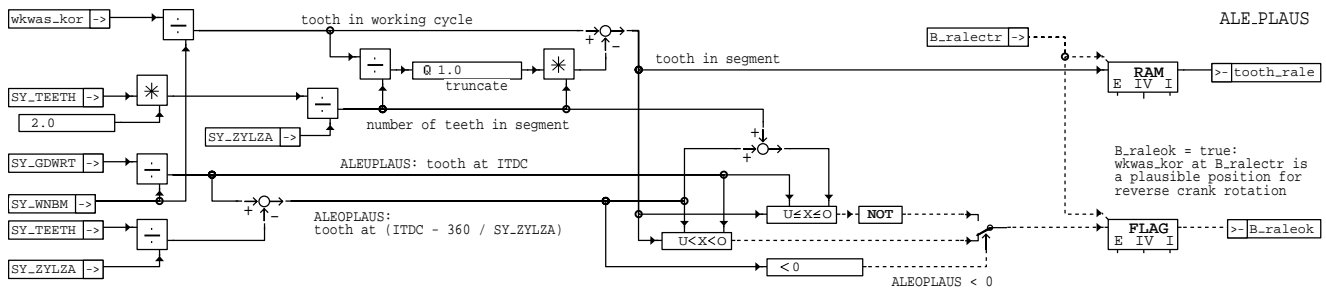 wkwas_kor ->
tooth in working cycle
ALE_PLAUS
B_ralectr ->
Q 1.0
truncate
tooth in segment
RAM
E IV I
>- tooth_rale
SY_TEETH ->
2.0
SY_ZYLZA ->
number of teeth in segment
SY_GDWRT ->
ALEUPLAUS: tooth at ITDC
B_raleok = true:
wkwas_kor at B_ralectr is
a plausible position for
reverse crank rotation
SY_WNBM ->
ALEOPLAUS:
tooth at (ITDC - 360 / SY_ZYLZA)
SY_TEETH ->
U≤X≤O
NOT
U<X<O
FLAG
E IV I
>- B_raleok
SY_ZYLZA ->
<0
ALEOPLAUS < 0